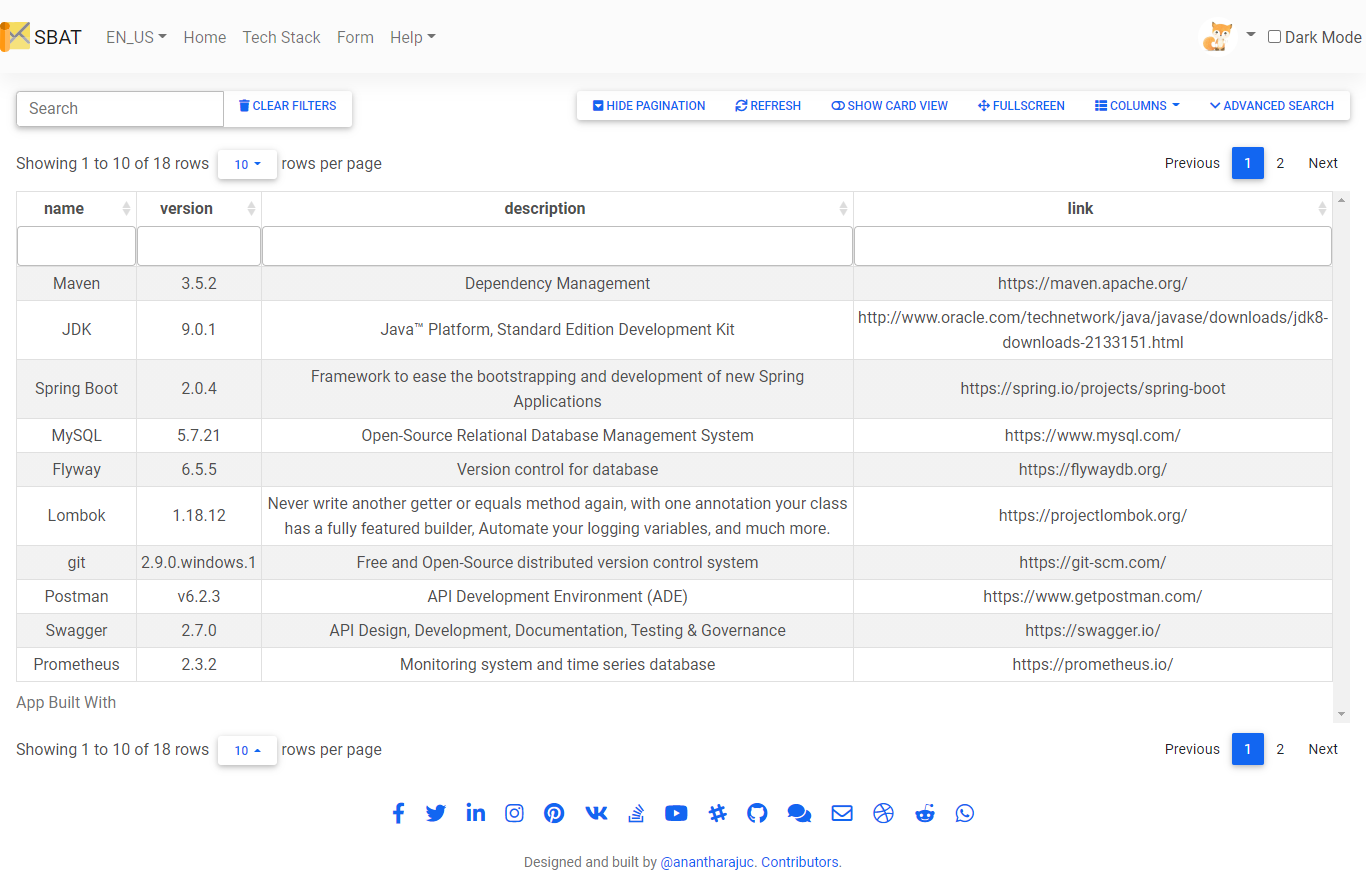 SBAT EN_US Home Tech Stack Form Help Dark Mode
Search CLEAR FILTERS HIDE PAGINATION REFRESH SHOW CARD VIEW FULLSCREEN COLUMNS ADVANCED SEARCH
Showing 1 to 10 of 18 rows 10 rows per page Previous 1 2 Next
name version description link
Maven 3.5.2 Dependency Management https://maven.apache.org/
JDK 9.0.1 Java™ Platform, Standard Edition Development Kit http://www.oracle.com/technetwork/java/javase/downloads/jdk8-
downloads-2133151.html
Spring Boot 2.0.4 Framework to ease the bootstrapping and development of new Spring
Applications https://spring.io/projects/spring-boot
MySQL 5.7.21 Open-Source Relational Database Management System https://www.mysql.com/
Flyway 6.5.5 Version control for database https://flywaydb.org/
Lombok 1.18.12 Never write another getter or equals method again, with one annotation your class
has a fully featured builder, Automate your logging variables, and much more. https://projectlombok.org/
git 2.9.0.windows.1 Free and Open-Source distributed version control system https://git-scm.com/
Postman v6.2.3 API Development Environment (ADE) https://www.getpostman.com/
Swagger 2.7.0 API Design, Development, Documentation, Testing & Governance https://swagger.io/
Prometheus 2.3.2 Monitoring system and time series database https://prometheus.io/
App Built With
Showing 1 to 10 of 18 rows 10 rows per page Previous 1 2 Next
Designed and built by @anantharajuc. Contributors.